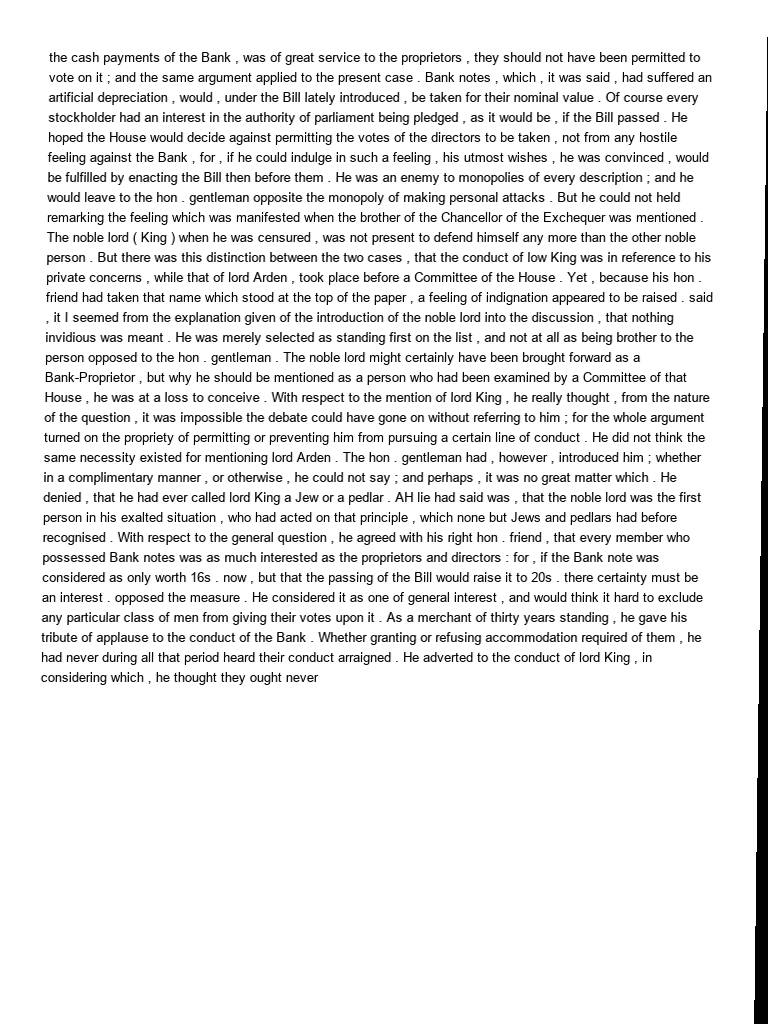 the cash payments of the Bank , was of great service to the proprietors , they should not have been permitted to
vote on it ; and the same argument applied to the present case . Bank notes , which , it was said , had suffered an
artificial depreciation , would , under the Bill lately introduced , be taken for their nominal value . Of course every
stockholder had an interest in the authority of parliament being pledged , as it would be , if the Bill passed . He
hoped the House would decide against permitting the votes of the directors to be taken , not from any hostile
feeling against the Bank , for , if he could indulge in such a feeling , his utmost wishes , he was convinced , would
be fulfilled by enacting the Bill then before them . He was an enemy to monopolies of every description ; and he
would leave to the hon . gentleman opposite the monopoly of making personal attacks . But he could not held
remarking the feeling which was manifested when the brother of the Chancellor of the Exchequer was mentioned .
The noble lord ( King ) when he was censured , was not present to defend himself any more than the other noble
person . But there was this distinction between the two cases , that the conduct of low King was in reference to his
private concerns , while that of lord Arden , took place before a Committee of the House . Yet , because his hon .
friend had taken that name which stood at the top of the paper , a feeling of indignation appeared to be raised . said
, it I seemed from the explanation given of the introduction of the noble lord into the discussion , that nothing
invidious was meant . He was merely selected as standing first on the list , and not at all as being brother to the
person opposed to the hon . gentleman . The noble lord might certainly have been brought forward as a
Bank-Proprietor , but why he should be mentioned as a person who had been examined by a Committee of that
House , he was at a loss to conceive . With respect to the mention of lord King , he really thought , from the nature
of the question , it was impossible the debate could have gone on without referring to him ; for the whole argument
turned on the propriety of permitting or preventing him from pursuing a certain line of conduct . He did not think the
same necessity existed for mentioning lord Arden . The hon . gentleman had , however , introduced him ; whether
in a complimentary manner , or otherwise , he could not say ; and perhaps , it was no great matter which . He
denied , that he had ever called lord King a Jew or a pedlar . AH lie had said was , that the noble lord was the first
person in his exalted situation , who had acted on that principle , which none but Jews and pedlars had before
recognised . With respect to the general question , he agreed with his right hon . friend , that every member who
possessed Bank notes was as much interested as the proprietors and directors : for , if the Bank note was
considered as only worth 16s . now , but that the passing of the Bill would raise it to 20s . there certainty must be
an interest . opposed the measure . He considered it as one of general interest , and would think it hard to exclude
any particular class of men from giving their votes upon it . As a merchant of thirty years standing , he gave his
tribute of applause to the conduct of the Bank . Whether granting or refusing accommodation required of them , he
had never during all that period heard their conduct arraigned . He adverted to the conduct of lord King , in
considering which , he thought they ought never